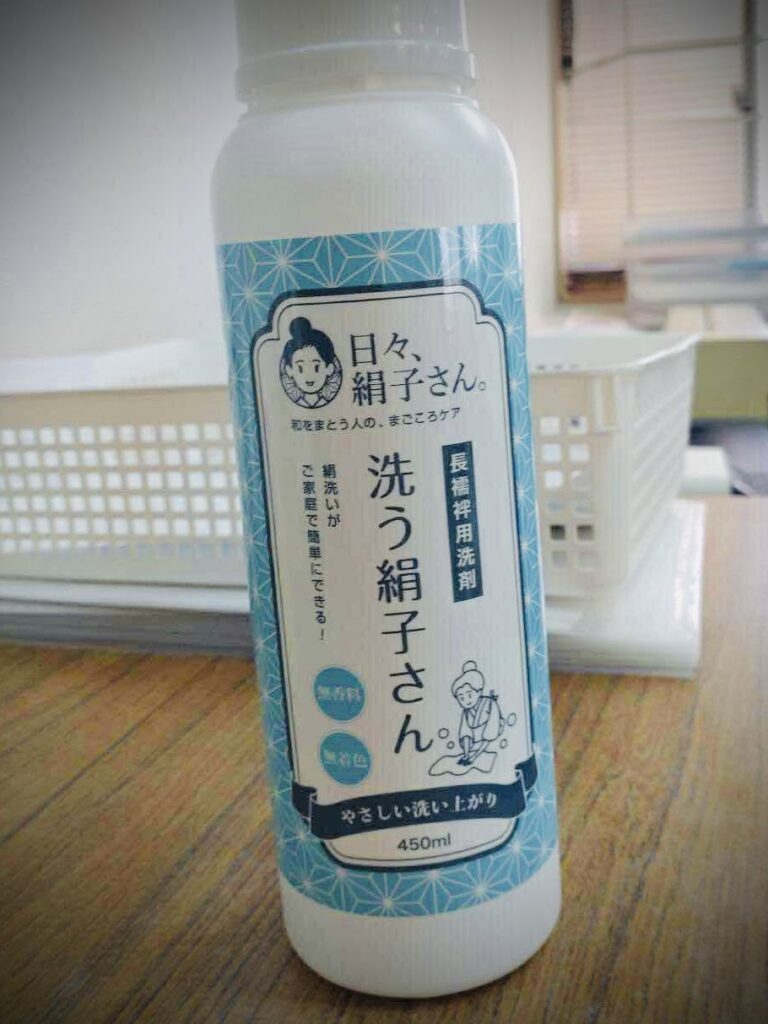 日々、
絹子さん。
和をまとう人の、まごころケア
長襦袢用洗剤
洗う絹子さん
絹洗いが
ご家庭で簡単にできる!
無香料
無着色
やさしい洗い上がり
450ml